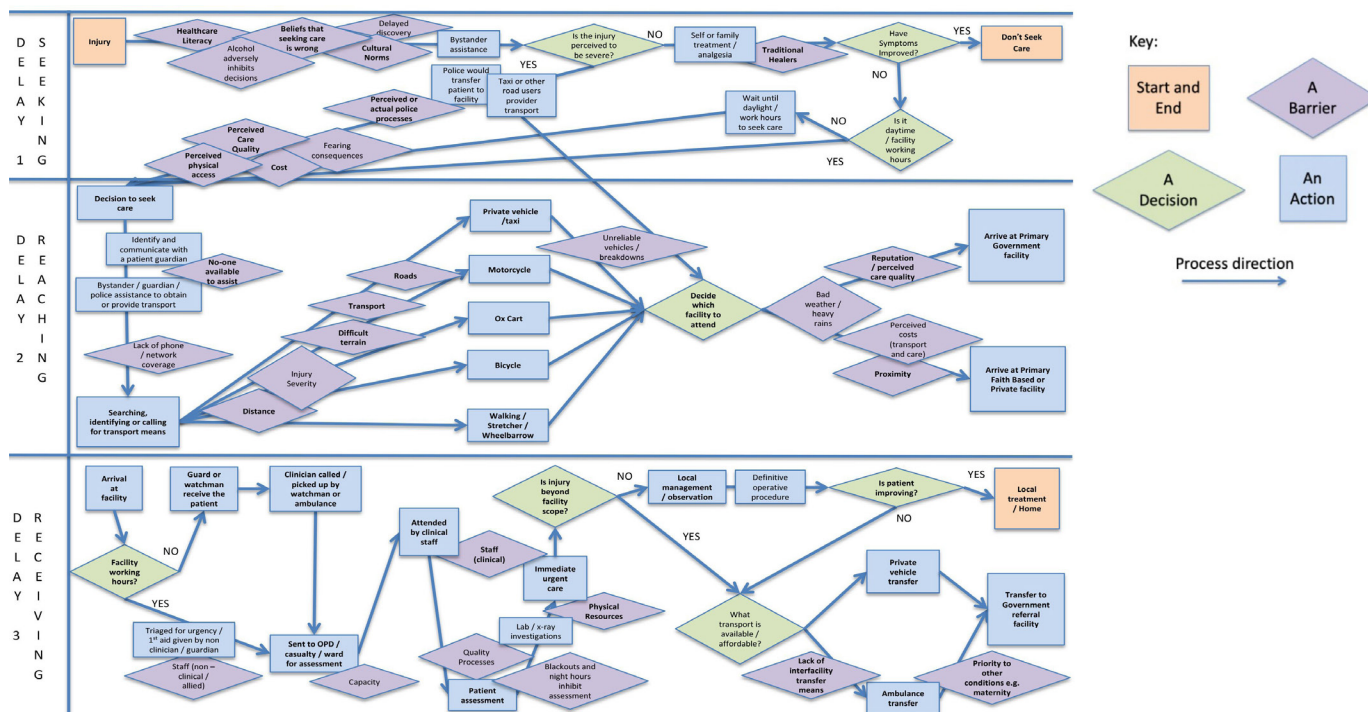 DELAY 1
SEEKING
Injury
Healthcare
Literacy
Alcohol
adversely
inhibits
decisions
Beliefs that
seeking care
is wrong
Delayed
discovery
Cultural
Norms
Bystander
assistance
Is the injury
perceived to
be severe?
NO
YES
Self or family
treatment /
analgesia
Traditional
Healers
Have
Symptoms
Improved?
YES
Don't Seek
Care
NO
Police would
transfer
patient to
facility
Taxi or other
road users
provider
transport
Perceived or
actual police
processes
Perceived
Care
Quality
Perceived
physical
access
Cost
Fearing
consequences
Wait until
daylight /
work hours
to seek care
NO
Is it
daytime /
facility
working
hours
YES
DELAY 2
REACHING
Decision to seek
care
Identify and
communicate with
a patient guardian
No-one
available
to assist
Bystander / guardian /
police assistance to obtain
or provide transport
Lack of phone
/ network
coverage
Searching,
identifying or calling
for transport means
Roads
Transport
Difficult
terrain
Injury
Severity
Distance
Private vehicle
/taxi
Motorcycle
Ox Cart
Bicycle
Walking /
Stretcher /
Wheelbarrow
Unreliable
vehicles /
breakdowns
Decide
which
facility to
attend
Reputation
/ perceived
care quality
Bad
weather /
heavy
rains
Perceived
costs
(transport
and care)
Proximity
Arrive at Primary
Government
facility
Arrive at Primary
Faith Based or
Private facility
DELAY 3
RECEIVING
Arrival
at
facility
Guard or
watchman
receive the
patient
Clinician called /
picked up by
watchman or
ambulance
Facility
working
hours?
NO
YES
Triaged for urgency /
1st aid given by non
clinician / guardian
Staff (non –
clinical /
allied)
Sent to OPD /
casualty / ward
for assessment
Capacity
Attended
by clinical
staff
Staff
(clinical)
Quality
Processes
Patient
assessment
Lab / x-ray
investigations
Blackouts and
night hours
inhibit
assessment
Physical
Resources
Immediate
urgent
care
Is injury
beyond
facility
scope?
NO
YES
Local
management
/ observation
Definitive
operative
procedure
Is patient
improving?
YES
NO
Local
treatment
/ Home
What
transport is
available /
affordable?
Private
vehicle
transfer
Lack of
interfacility
transfer
means
Ambulance
transfer
Priority to
other
conditions e.g.
maternity
Transfer to
Government
referral
facility
Key:
Start and
End
A
Barrier
A
Decision
An
Action
Process direction